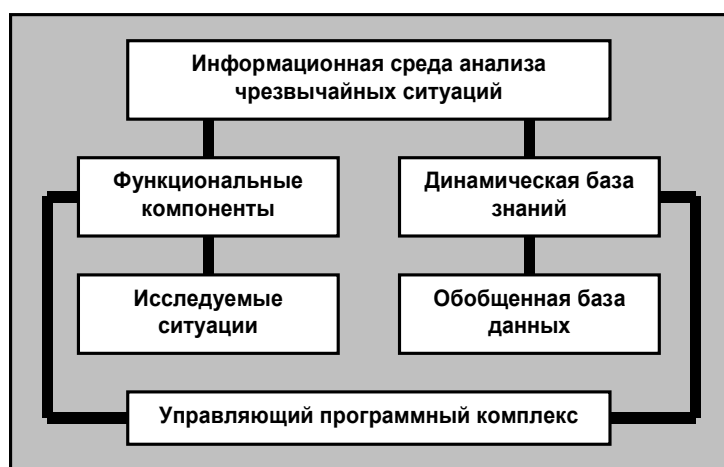 Информационная среда анализа
чрезвычайных ситуаций
Функциональные
компоненты
Динамическая база
знаний
Исследуемые
ситуации
Обобщенная база
данных
Управляющий программный комплекс